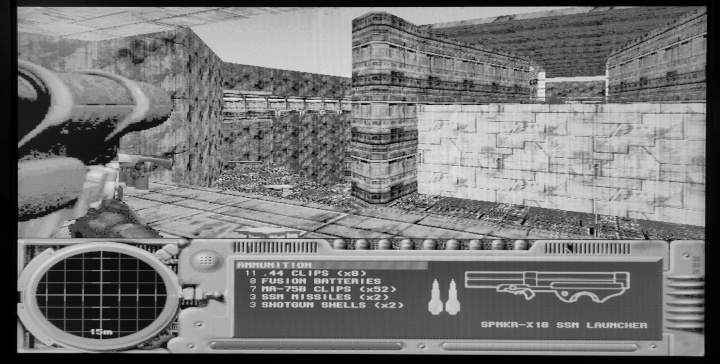 AMMUNITION
11 .44 CLIPS (x8)
8 FUSION BATTERIES
7 MA-75B CLIPS (x52)
3 SSM MISSILES (x2)
3 SHOTGUN SHELLS (x2)
SPNKR-X18 SSM LAUNCHER
15m